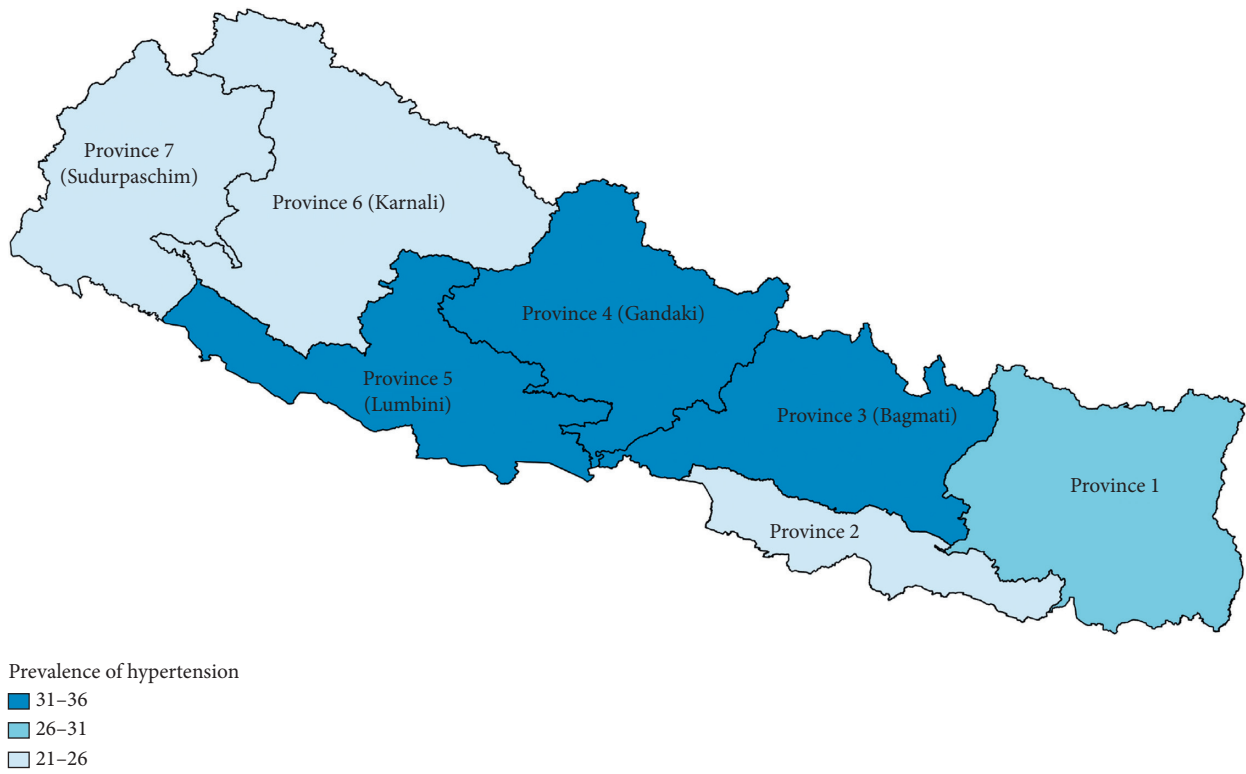 Province 7
(Sudurpaschim)
Province 6 (Karnali)
Province 4 (Gandaki)
Province 5
(Lumbini)
Province 3 (Bagmati)
Province 1
Province 2
Prevalence of hypertension
31–36
26–31
21–26